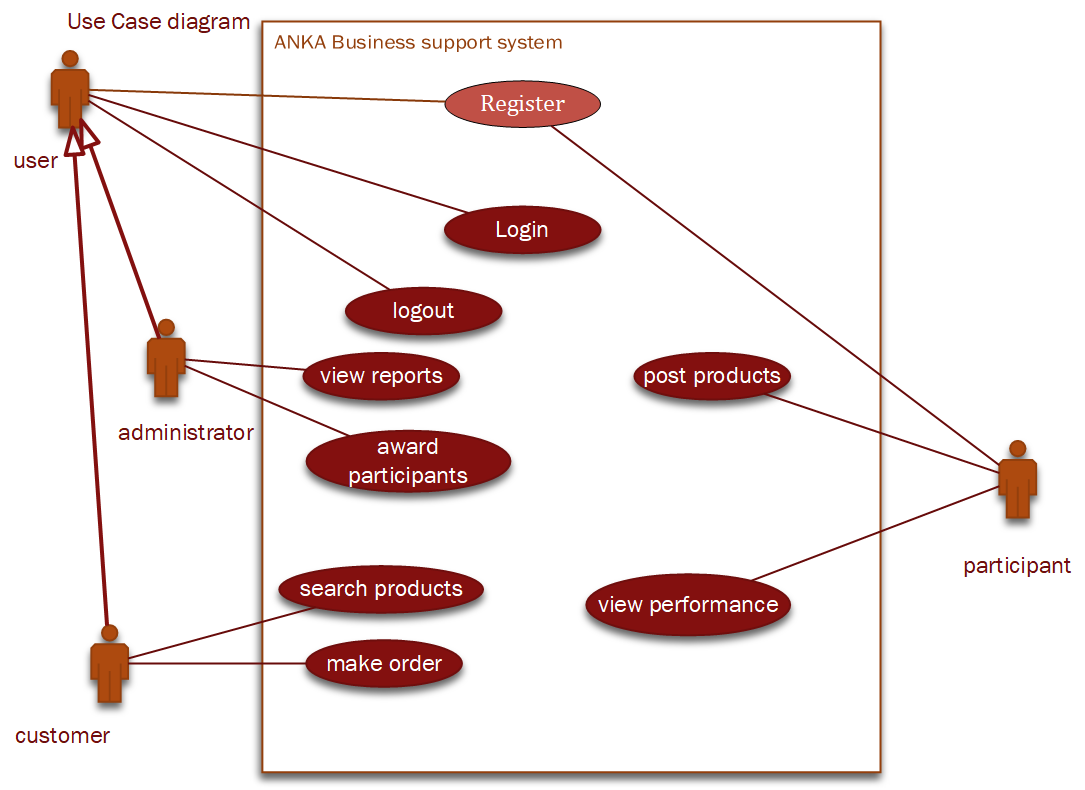 Use Case diagram
ANKA Business support system
Register
user
Login
logout
view reports
post products
administrator
award
participants
participant
search products
view performance
make order
customer